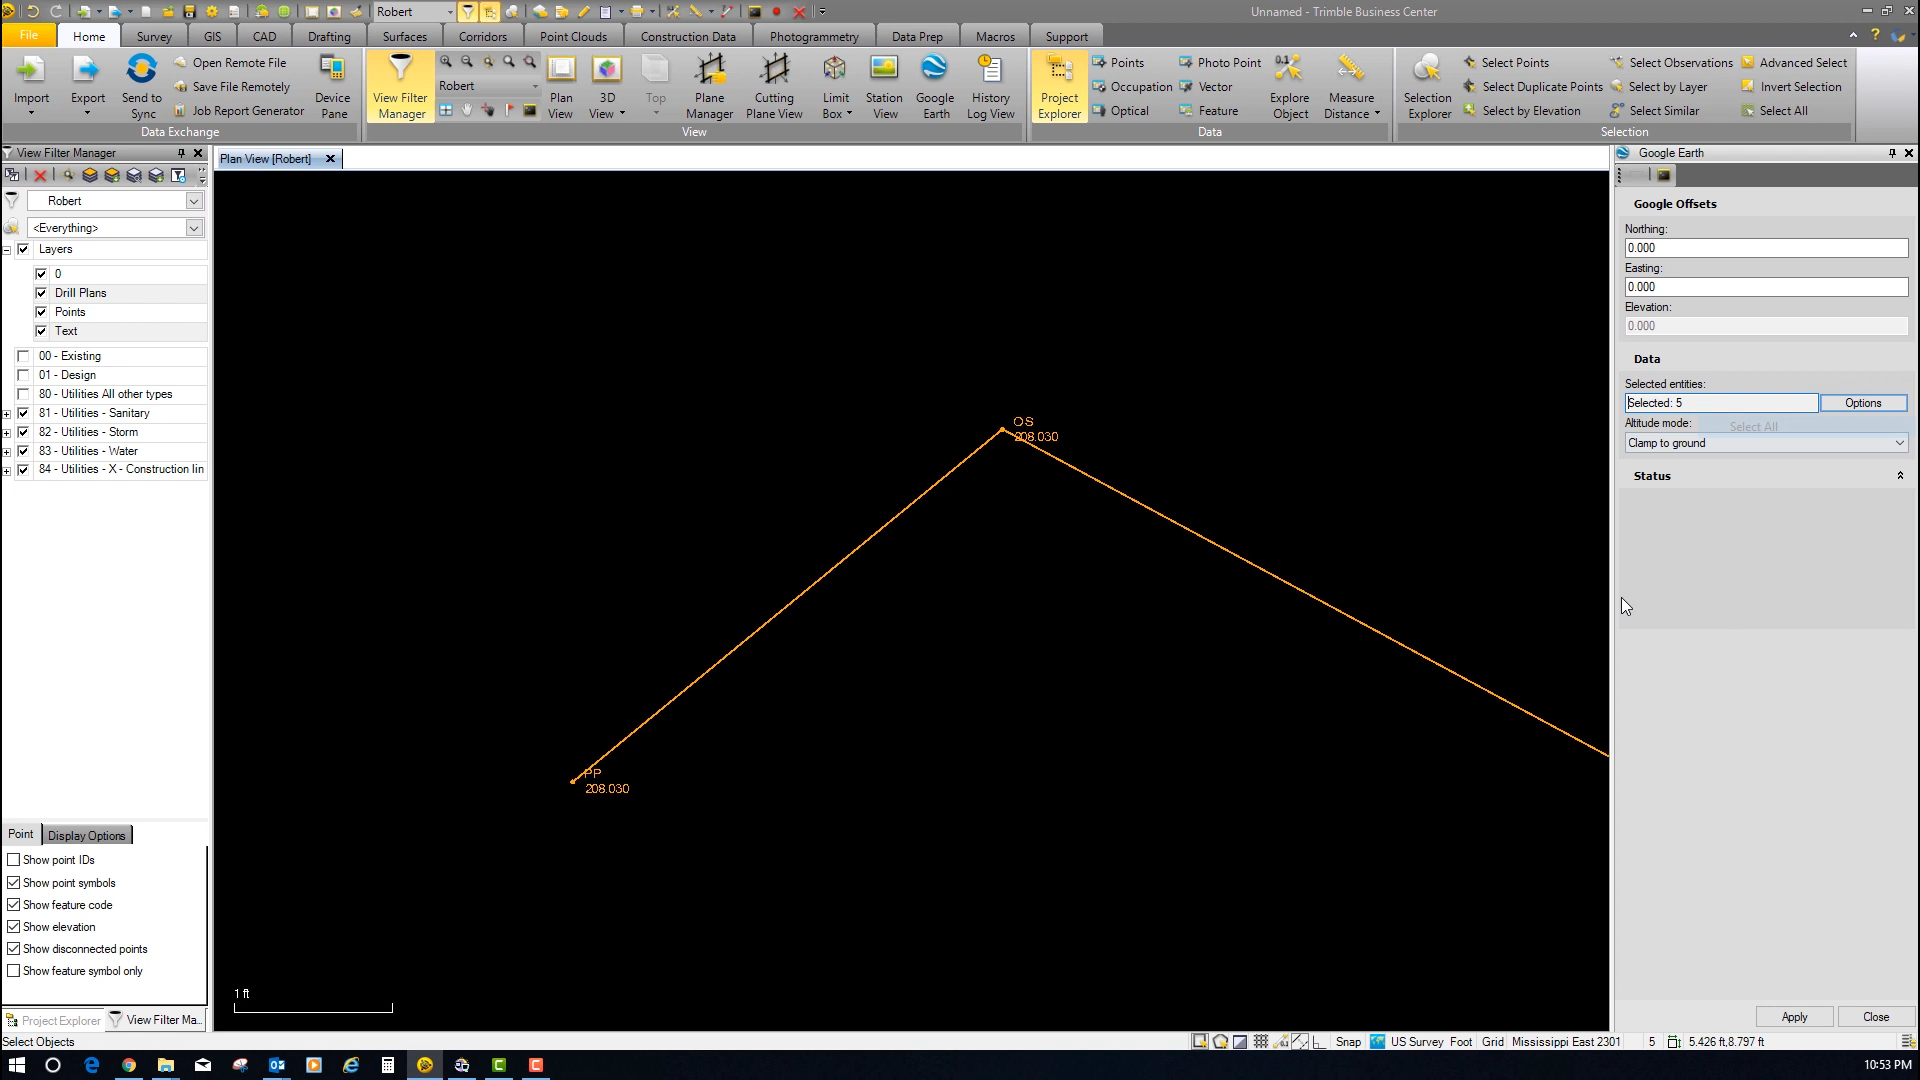 Robert
Unnamed - Trimble Business Center
File
Home
Survey
GIS
CAD
Drafting
Surfaces
Corridors
Point Clouds
Construction Data
Photogrammetry
Data Prep
Macros
Support
Import
Export
Send to
Sync
Open Remote File
Save File Remotely
Job Report Generator
Device
Pane
Data Exchange
View Filter
Manager
Robert
Plan
View
3D
View
Top
Plane
Manager
Cutting
Plane View
Limit
Box
Station
View
Google
Earth
History
Log View
View
Project
Explorer
Points
Occupation
Optical
Photo Point
Vector
Feature
Explore
Object
Measure
Distance
Data
Selection
Explorer
Select Points
Select Duplicate Points
Select by Elevation
Select Observations
Select by Layer
Select Similar
Advanced Select
Invert Selection
Select All
Selection
View Filter Manager
Robert
<Everything>
Layers
0
Drill Plans
Points
Text
00 - Existing
01 - Design
80 - Utilities All other types
81 - Utilities - Sanitary
82 - Utilities - Storm
83 - Utilities - Water
84 - Utilities - X - Construction lin
Point
Display Options
Show point IDs
Show point symbols
Show feature code
Show elevation
Show disconnected points
Show feature symbol only
Project Explorer
View Filter Ma...
Plan View [Robert]
OS
208.030
PP
208.030
1 ft
Google Earth
Google Offsets
Northing:
0.000
Easting:
0.000
Elevation:
0.000
Data
Selected entities:
Selected: 5
Options
Altitude mode:
Select All
Clamp to ground
Status
Apply
Close
Select Objects
Snap
US Survey Foot
Grid
Mississippi East 2301
5
5.426 ft,8.797 ft
10:53 PM